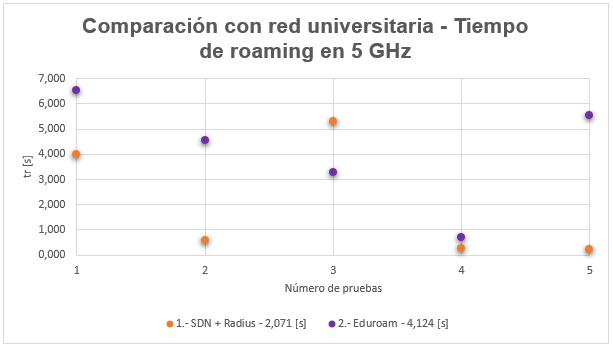 Comparación con red universitaria - Tiempo
de roaming en 5 GHz
7,000
6,000
5,000
4,000
3,000
2,000
1,000
0,000
tr [s]
1 2 3 4 5
Número de pruebas
1.- SDN + Radius - 2,071 [s] 2.- Eduroam - 4,124 [s]